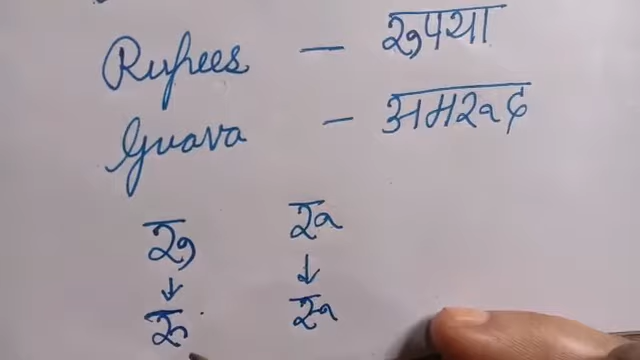 Rupees – रुपया
Guava – अमरूद
रु रू
↓ ↓
रु रू